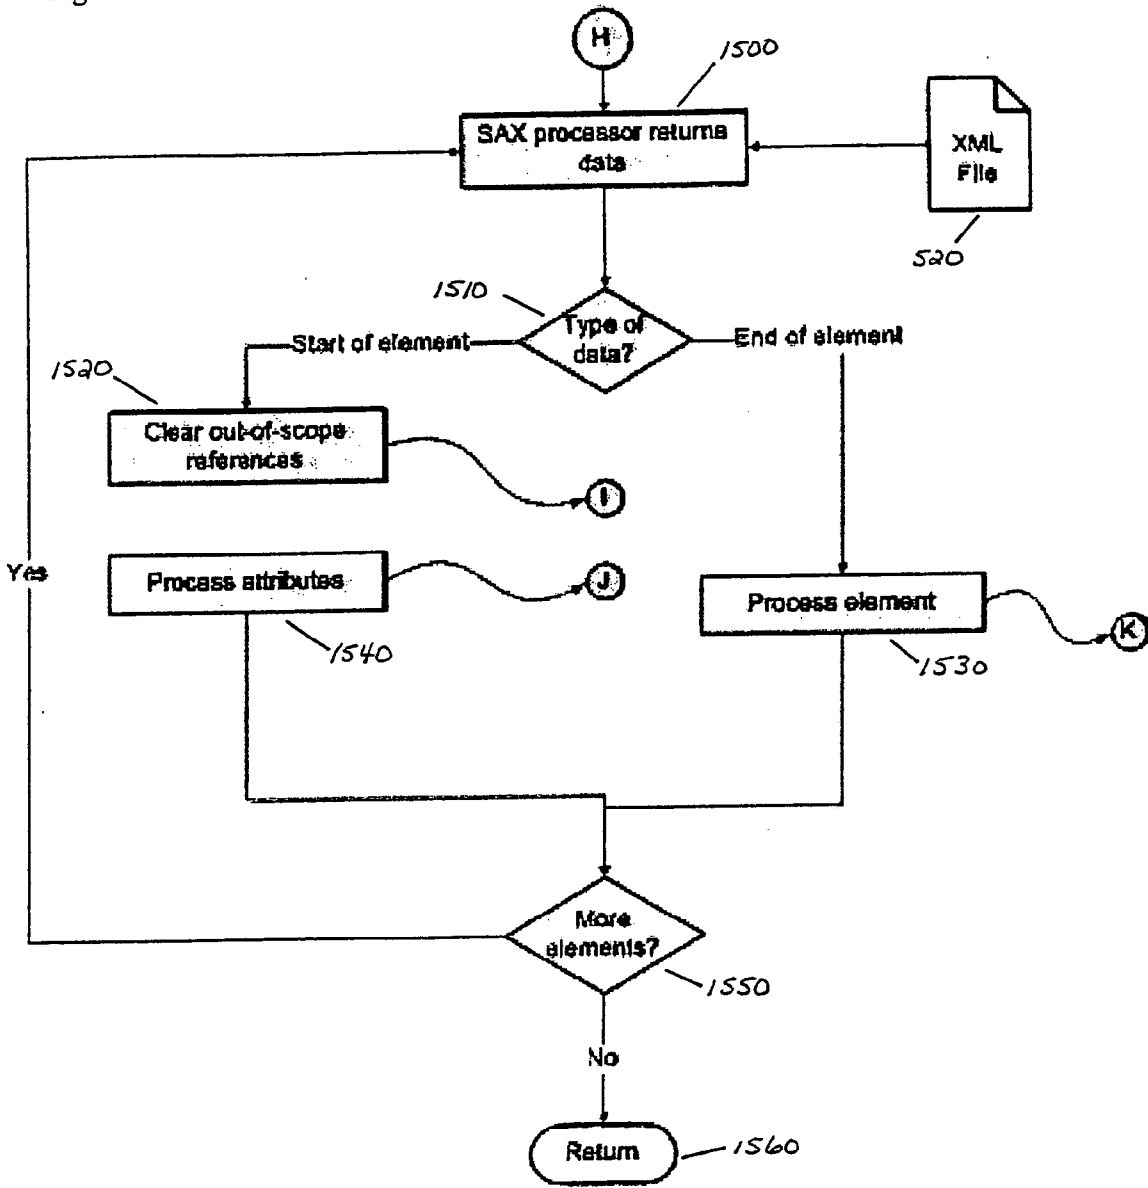 H
1500
SAX processor returns
data
XML
File
520
1510
Type of
data?
Start of element
End of element
1520
Clear out-of-scope
references
I
Yes
Process attributes
J
Process element
K
1540
1530
More
elements?
1550
No
Return
1560